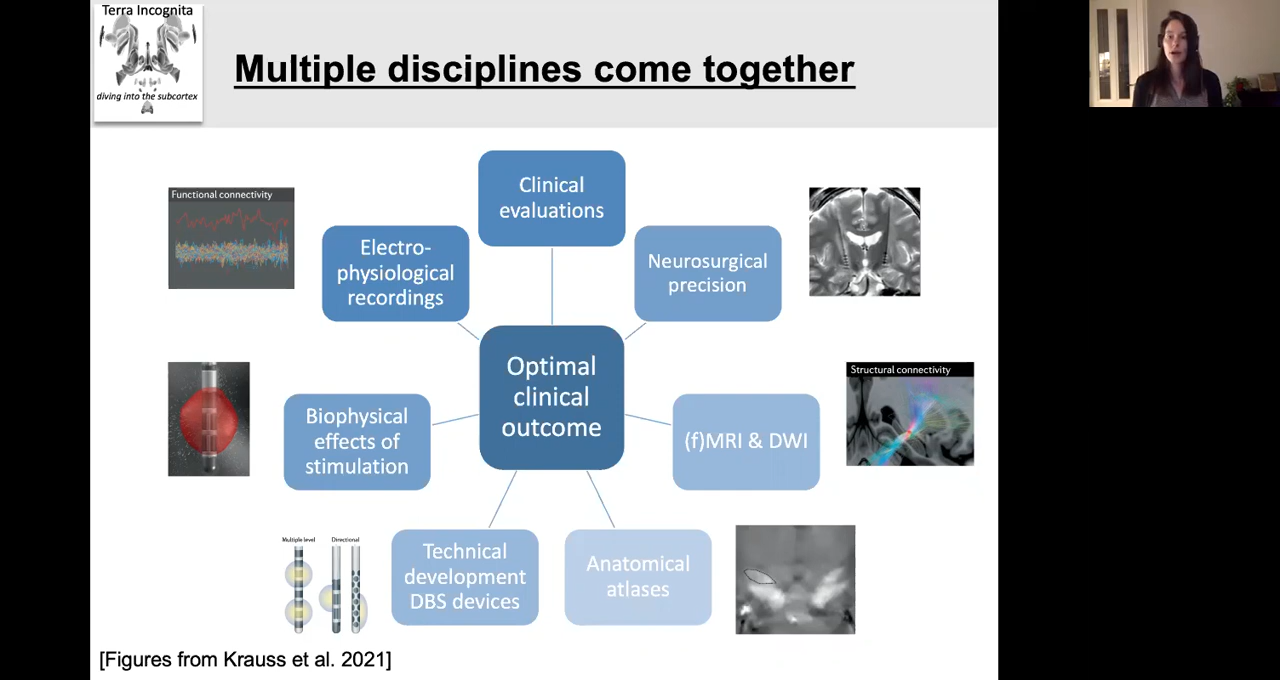 Terra Incognita
diving into the subcortex
Multiple disciplines come together
Functional connectivity
Clinical
evaluations
Electro-
physiological
recordings
Neurosurgical
precision
Optimal
clinical
outcome
Biophysical
effects of
stimulation
(f)MRI & DWI
Structural connectivity
Multiple level
Directional
Technical
development
DBS devices
Anatomical
atlases
[Figures from Krauss et al. 2021]